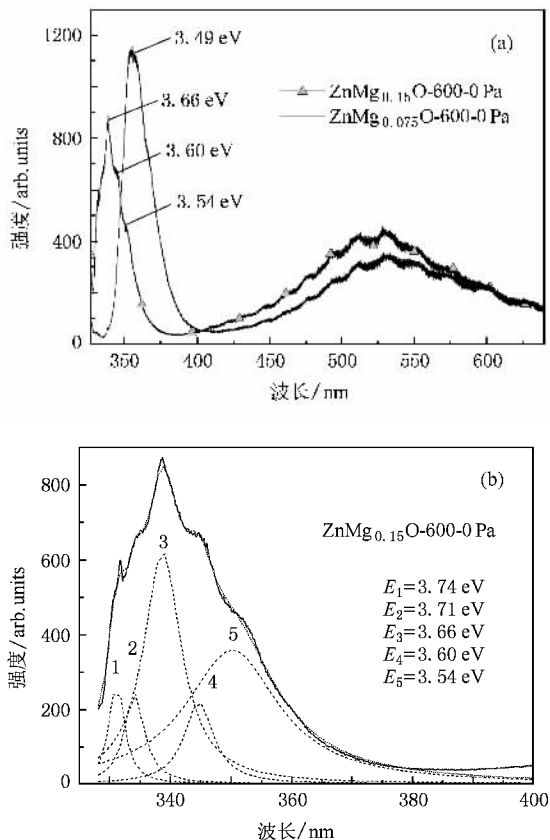 (a)
1200
800
400
0
强度/arb.units
3.49 eV
3.66 eV
3.60 eV
3.54 eV
ZnMg0.15O-600-0 Pa
ZnMg0.075O-600-0 Pa
350 400 450 500 550 600
波长/nm
(b)
800
600
400
200
0
强度/arb.units
ZnMg0.15O-600-0 Pa
E1=3.74 eV
E2=3.71 eV
E3=3.66 eV
E4=3.60 eV
E5=3.54 eV
1
2
3
4
5
340 360 380 400
波长/nm